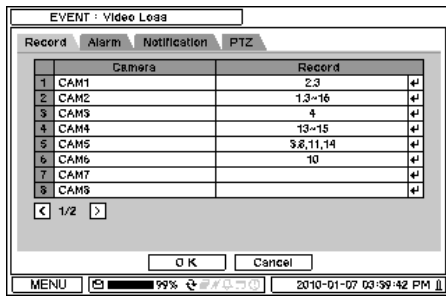 EVENT : Video Loss
Record Alarm Notification PTZ
Camera Record
1 CAM1 2.3
2 CAM2 1.3~16
3 CAM3 4
4 CAM4 13~15
5 CAM5 3.8,11,14
6 CAM6 10
7 CAM7
8 CAM8
< 1/2 >
OK Cancel
MENU 99% 2010-01-07 03:59:42 PM